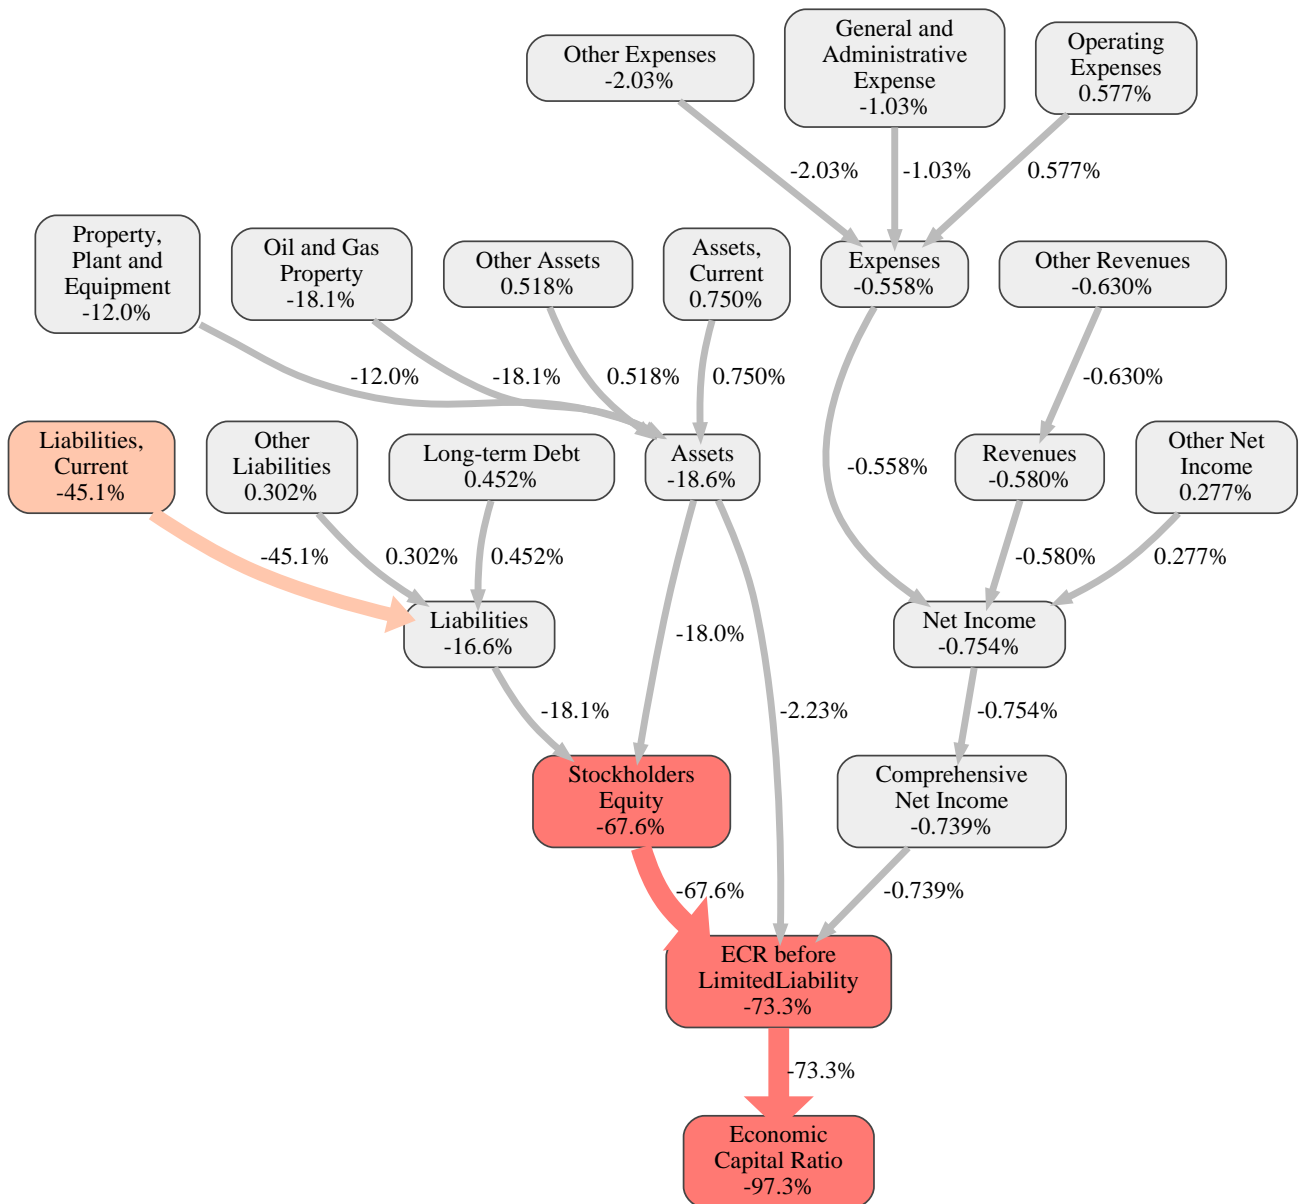 Other Expenses
-2.03%
General and
Administrative
Expense
-1.03%
Operating
Expenses
0.577%
-2.03%
-1.03%
0.577%
Property,
Plant and
Equipment
-12.0%
Oil and Gas
Property
-18.1%
Other Assets
0.518%
Assets,
Current
0.750%
Expenses
-0.558%
Other Revenues
-0.630%
-12.0%
-18.1%
0.518%
0.750%
-0.630%
Liabilities,
Current
-45.1%
Other
Liabilities
0.302%
Long-term Debt
0.452%
Assets
-18.6%
-0.558%
Revenues
-0.580%
Other Net
Income
0.277%
-45.1%
0.302%
0.452%
-0.580%
0.277%
Liabilities
-16.6%
-18.0%
Net Income
-0.754%
-18.1%
-2.23%
-0.754%
Stockholders
Equity
-67.6%
Comprehensive
Net Income
-0.739%
-67.6%
-0.739%
ECR before
LimitedLiability
-73.3%
-73.3%
Economic
Capital Ratio
-97.3%